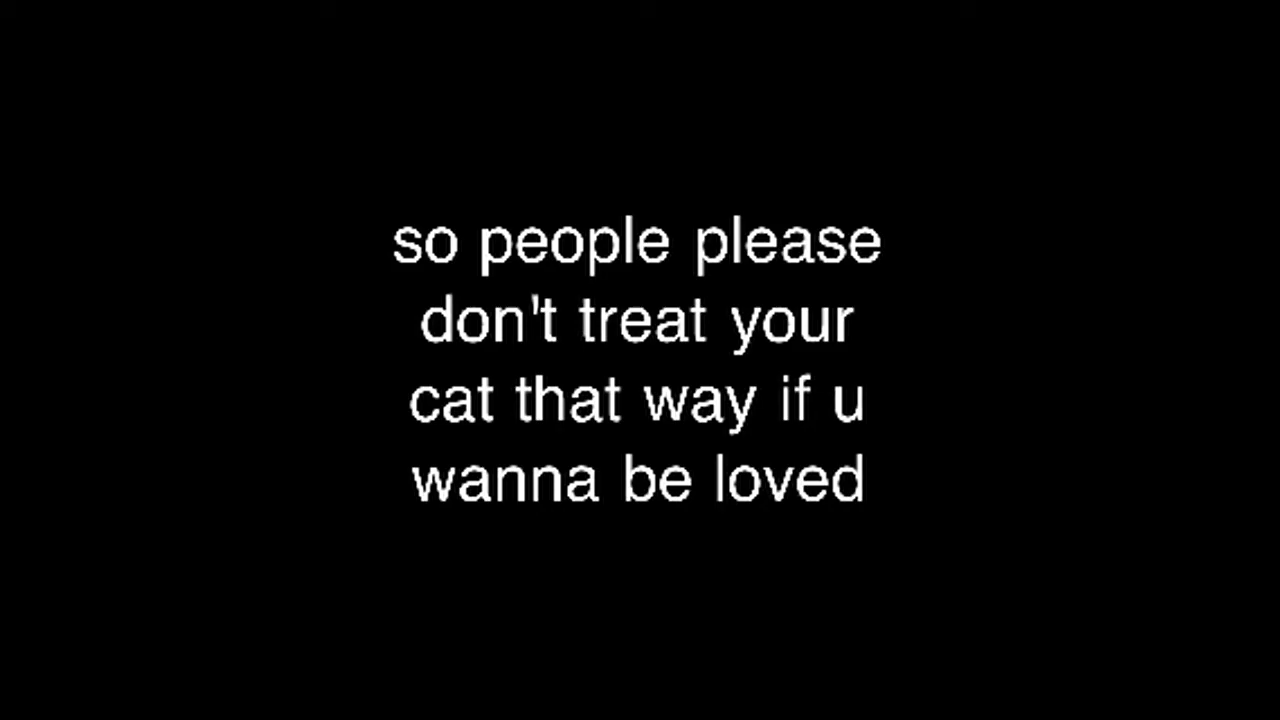 so people please
don't treat your
cat that way if u
wanna be loved